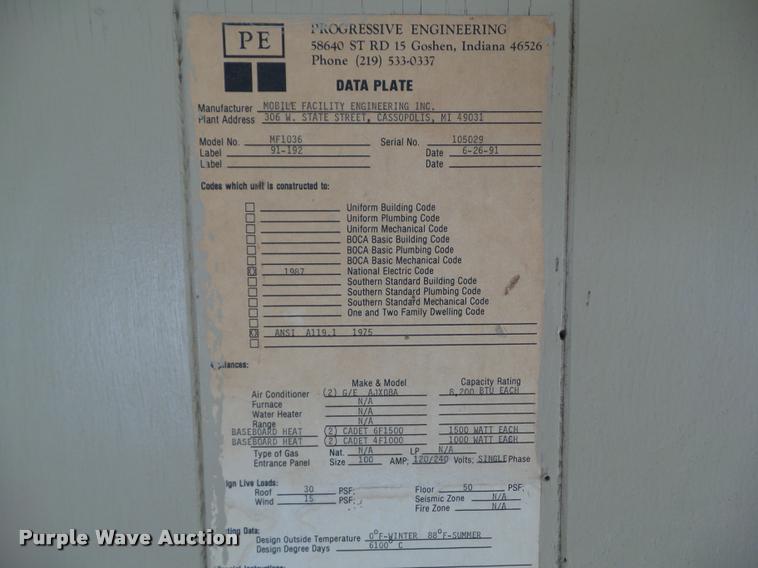 PE
PROGRESSIVE ENGINEERING
58640 ST RD 15 Goshen, Indiana 46526
Phone (219) 533-0337
DATA PLATE
Manufacturer MOBILE FACILITY ENGINEERING INC.
Plant Address 306 W. STATE STREET, CASSOPOLIS, MI 49031
Model No. MF1036 Serial No. 105029
Label 91-192 Date 6-26-91
Label Date
Codes which unit is constructed to:
Uniform Building Code
Uniform Plumbing Code
Uniform Mechanical Code
BOCA Basic Building Code
BOCA Basic Plumbing Code
BOCA Basic Mechanical Code
1987 National Electric Code
Southern Standard Building Code
Southern Standard Plumbing Code
Southern Standard Mechanical Code
One and Two Family Dwelling Code
ANSI A119.1 1975
liances:
Make & Model Capacity Rating
Air Conditioner (2) G/E AJX08A 8,200 BTU EACH
Furnace N/A
Water Heater N/A
Range N/A
BASEBOARD HEAT (2) CADET 6F1500 1500 WATT EACH
BASEBOARD HEAT (2) CADET 4F1000 1000 WATT EACH
Type of Gas Nat. N/A LP N/A
Entrance Panel Size 100 AMP; 120/240 Volts; SINGLE Phase
ign Live Loads:
Roof 30 PSF; Floor 50 PSF;
Wind 15 PSF; Seismic Zone N/A
Fire Zone N/A
ting Data:
Design Outside Temperature 0°F-WINTER 88°F-SUMMER
Design Degree Days 6100° C
Purple Wave Auction